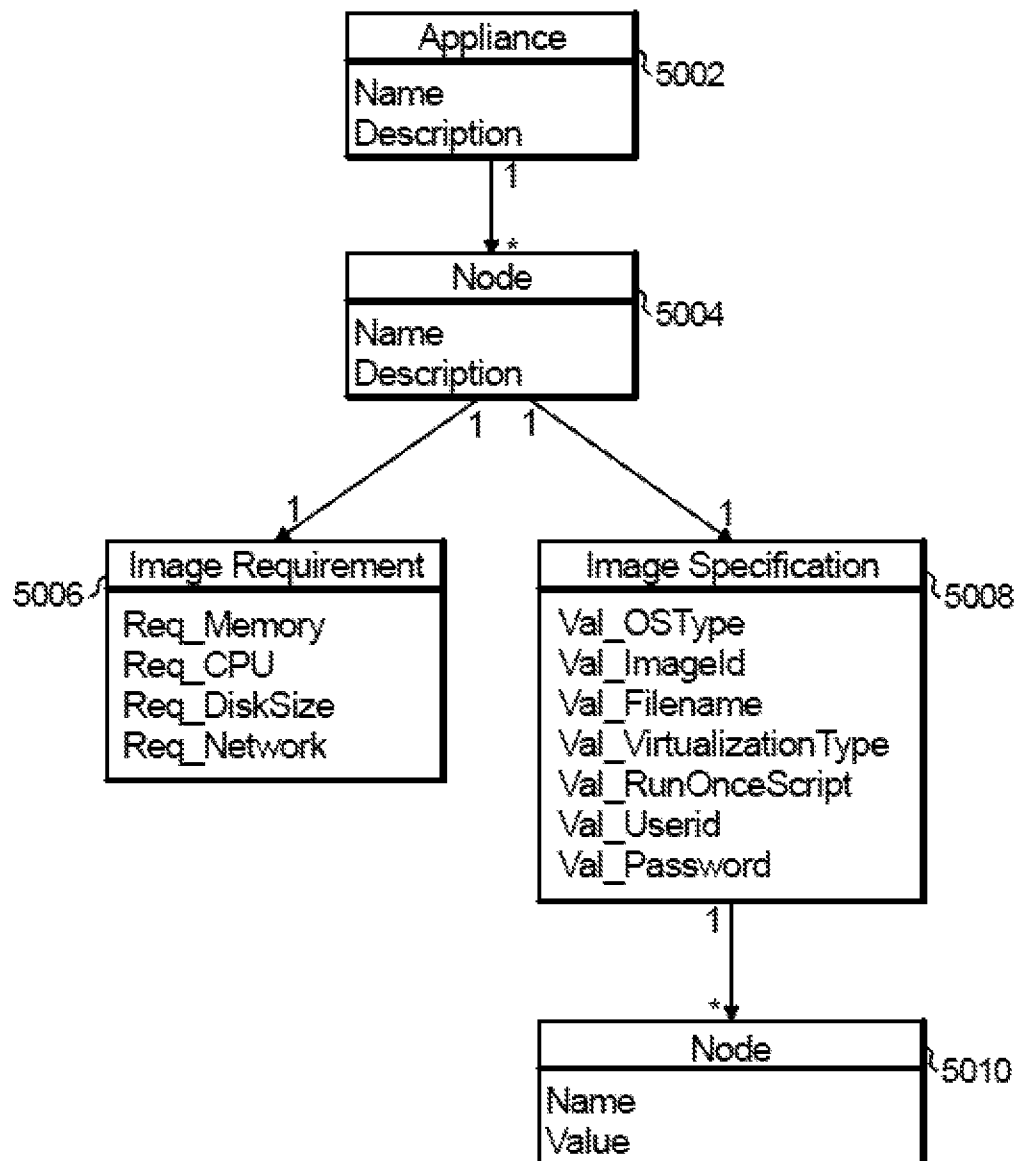 Appliance
5002
Name
Description
1
*
Node
5004
Name
Description
1 1
1 1
Image Requirement
5006
Req_Memory
Req_CPU
Req_DiskSize
Req_Network
Image Specification
5008
Val_OSType
Val_ImageId
Val_Filename
Val_VirtualizationType
Val_RunOnceScript
Val_Userid
Val_Password
1
*
Node
5010
Name
Value